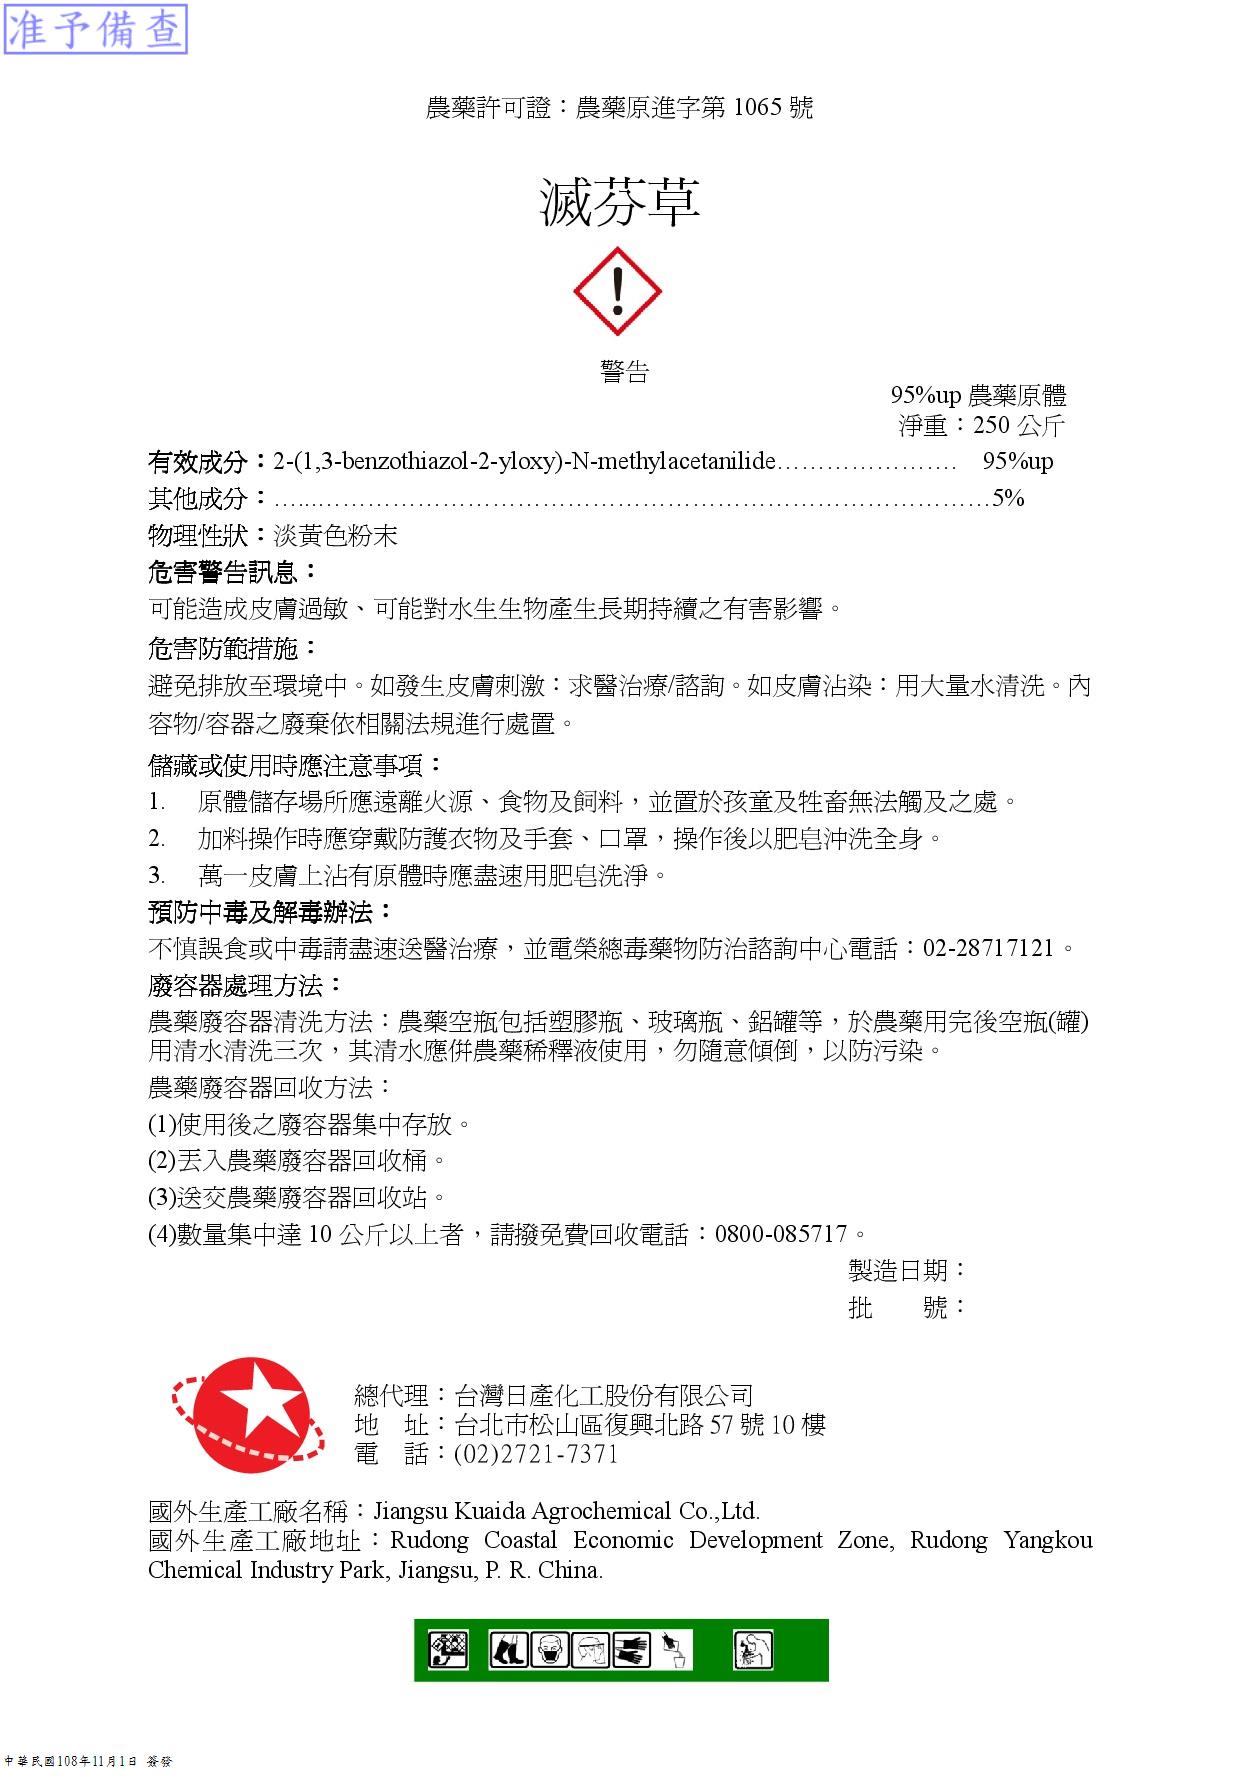 准予備查
農藥許可證：農藥原進字第 1065 號
滅芬草
警告
95%up 農藥原體
淨重：250 公斤
有效成分：2-(1,3-benzothiazol-2-yloxy)-N-methylacetanilide…………………. 95%up
其他成分：…...……………………………………………………………………5%
物理性狀：淡黃色粉末
危害警告訊息：
可能造成皮膚過敏、可能對水生生物產生長期持續之有害影響。
危害防範措施：
避免排放至環境中。如發生皮膚刺激：求醫治療/諮詢。如皮膚沾染：用大量水清洗。內
容物/容器之廢棄依相關法規進行處置。
儲藏或使用時應注意事項：
1. 原體儲存場所應遠離火源、食物及飼料，並置於孩童及牲畜無法觸及之處。
2. 加料操作時應穿戴防護衣物及手套、口罩，操作後以肥皂沖洗全身。
3. 萬一皮膚上沾有原體時應盡速用肥皂洗淨。
預防中毒及解毒辦法：
不慎誤食或中毒請盡速送醫治療，並電榮總毒藥物防治諮詢中心電話：02-28717121。
廢容器處理方法：
農藥廢容器清洗方法：農藥空瓶包括塑膠瓶、玻璃瓶、鋁罐等，於農藥用完後空瓶(罐)
用清水清洗三次，其清水應併農藥稀釋液使用，勿隨意傾倒，以防污染。
農藥廢容器回收方法：
(1)使用後之廢容器集中存放。
(2)丟入農藥廢容器回收桶。
(3)送交農藥廢容器回收站。
(4)數量集中達 10 公斤以上者，請撥免費回收電話：0800-085717。
製造日期：
批　　號：
總代理：台灣日產化工股份有限公司
地　址：台北市松山區復興北路 57 號 10 樓
電　話：(02)2721-7371
國外生產工廠名稱：Jiangsu Kuaida Agrochemical Co.,Ltd.
國外生產工廠地址：Rudong Coastal Economic Development Zone, Rudong Yangkou
Chemical Industry Park, Jiangsu, P. R. China.
中華民國108年11月1日 簽發